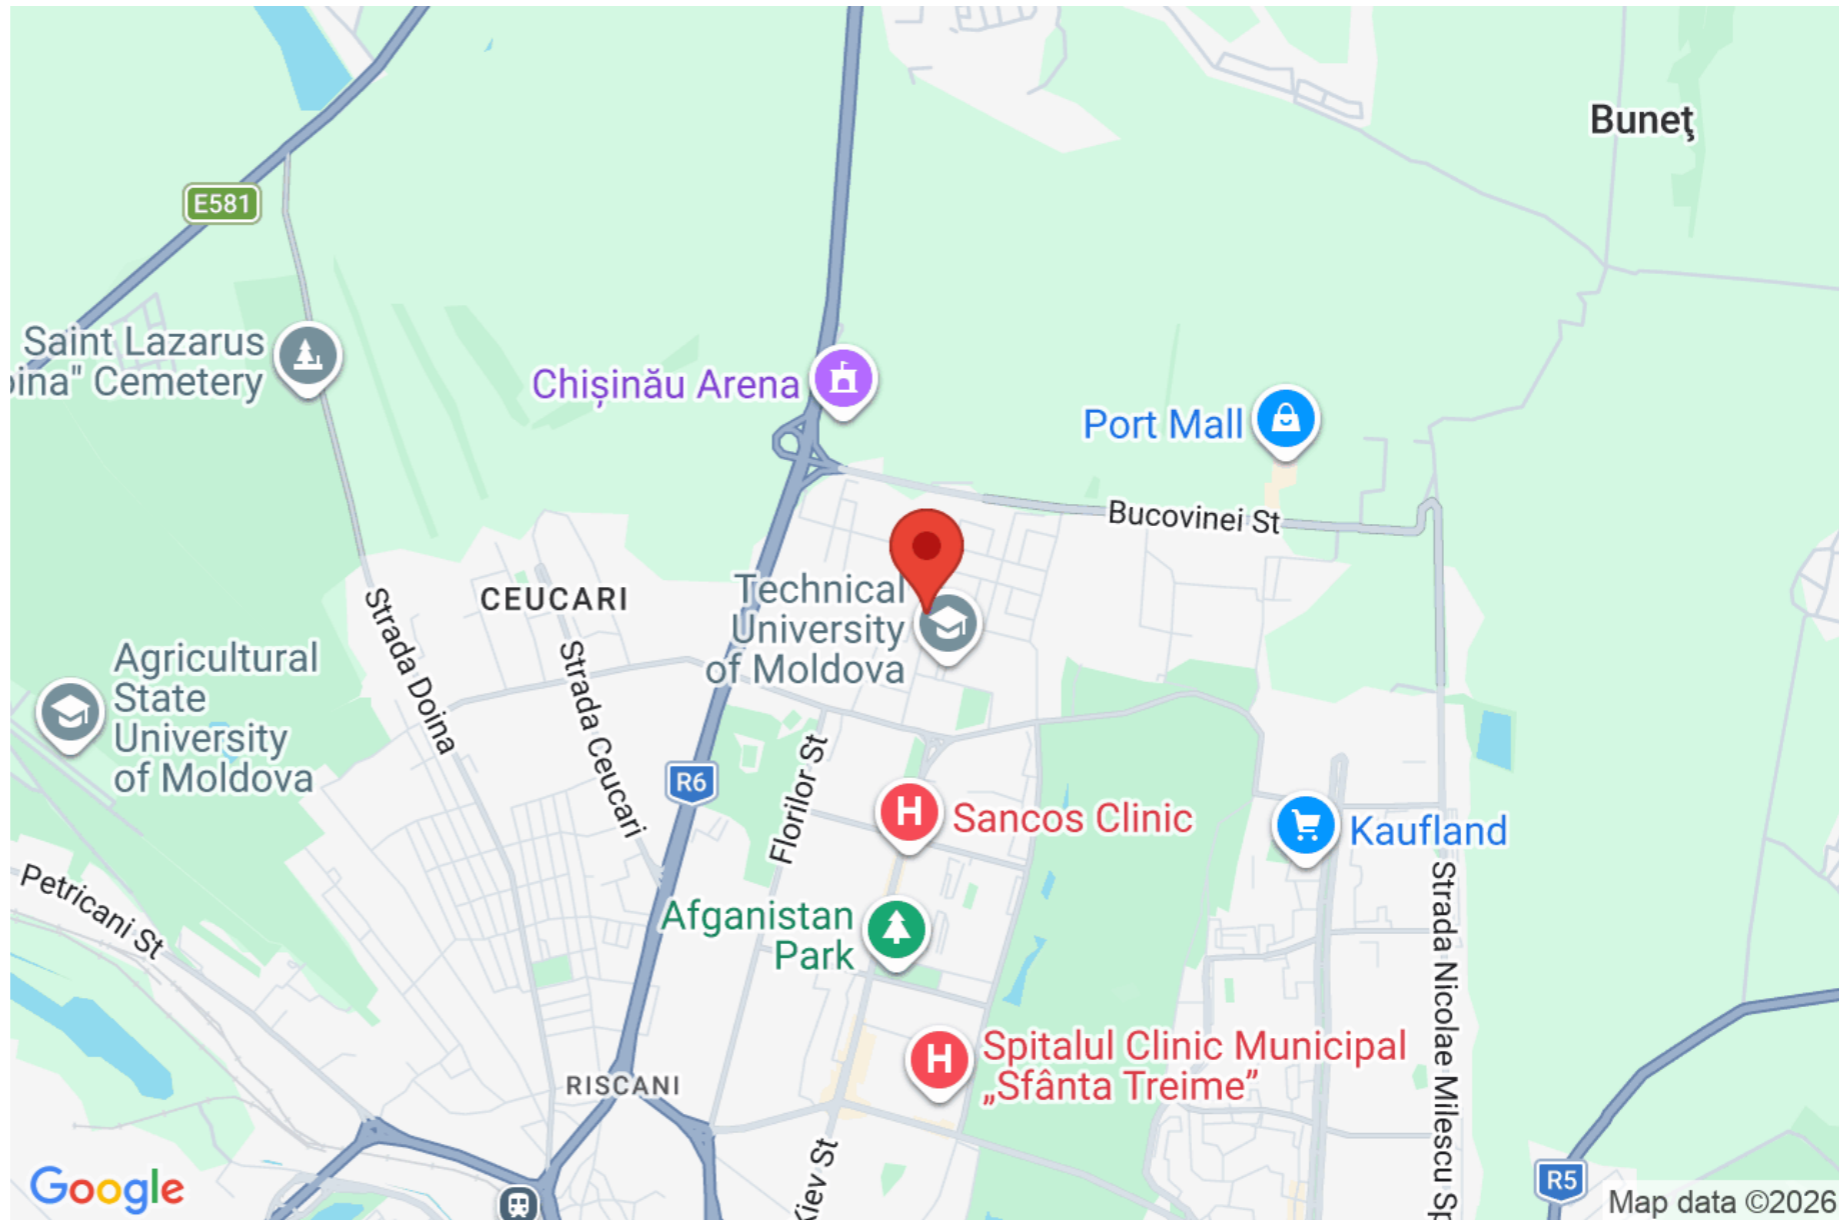 Buneţ
E581
Saint Lazarus
oina" Cemetery
Chișinău Arena
Port Mall
Bucovinei St
Technical
University
of Moldova
CEUCARI
Strada Doina
Strada Ceucari
Agricultural
State
University
of Moldova
R6
Florilor St
H
Sancos Clinic
Kaufland
Petricani St
Afganistan
Park
Strada Nicolae Milescu Sp
H
Spitalul Clinic Municipal
„Sfânta Treime”
RISCANI
Kiev St
R5
Google
Map data ©2026